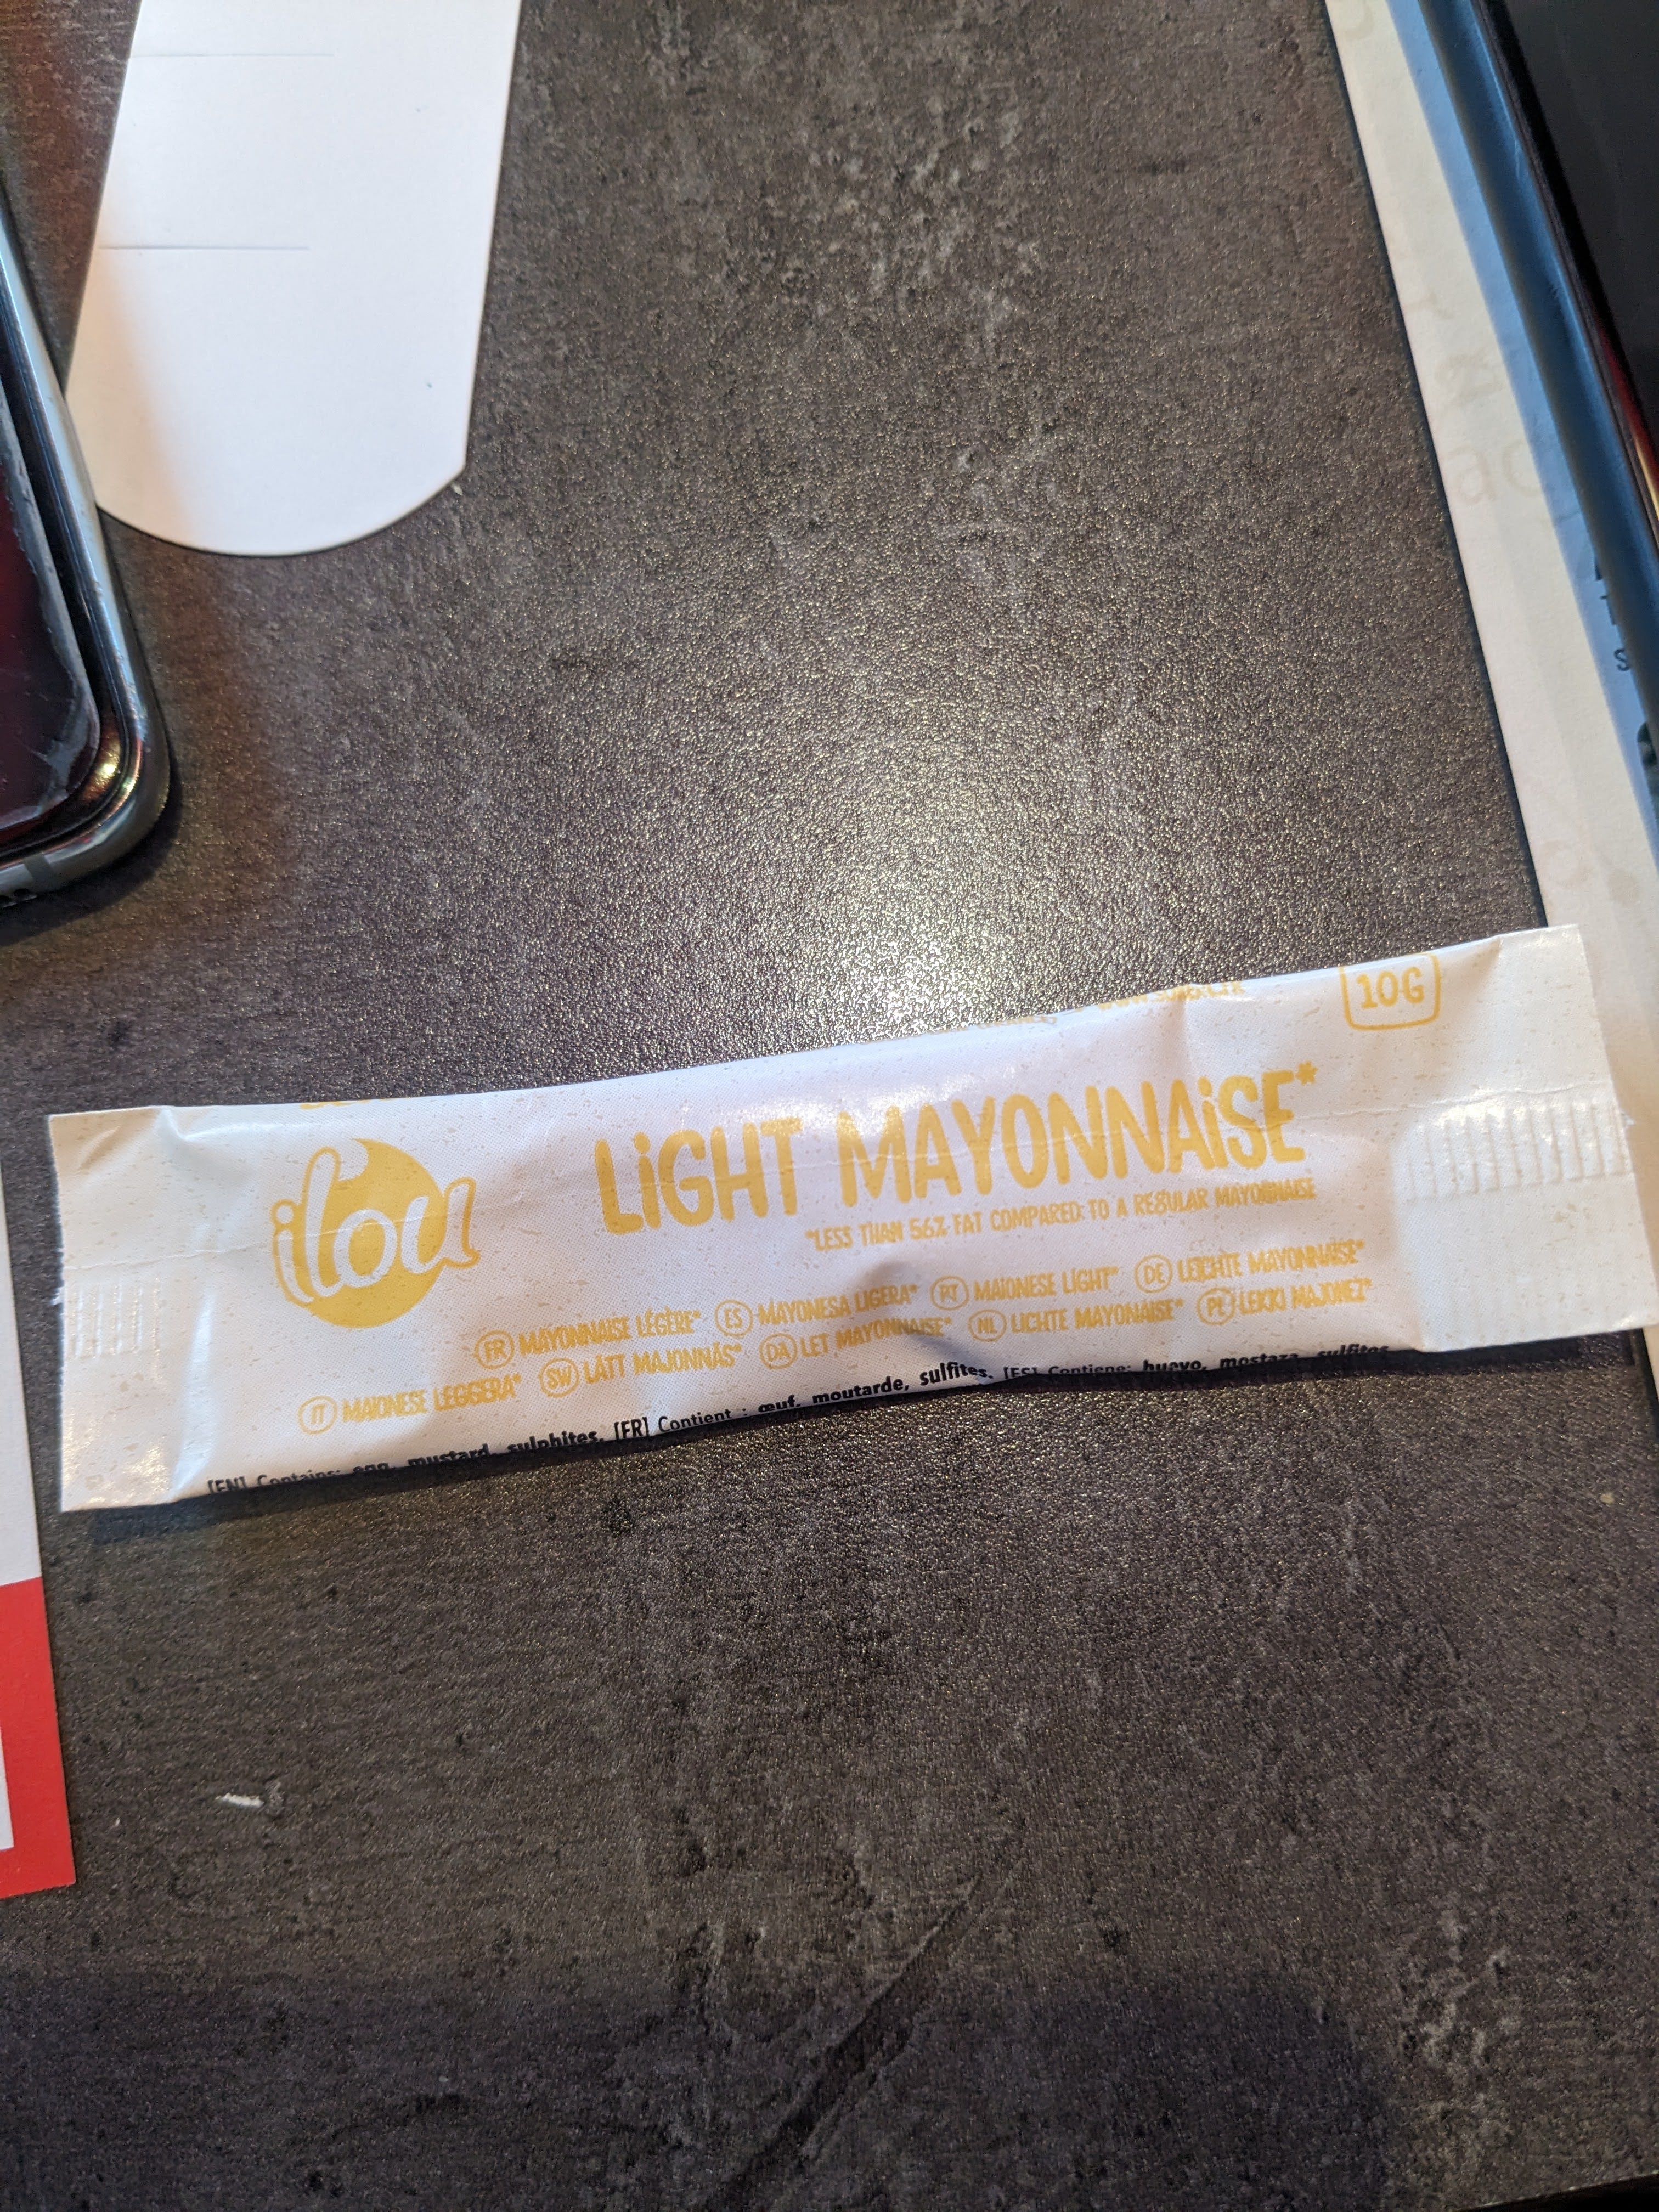 10G
ilou
LiGHT MAYONNAiSE*
*LESS THAN 56% FAT COMPARED TO A REGULAR MAYONNAISE
FR MAYONNAISE LÉGÈRE* ES MAYONESA LIGERA* PT MAIONESE LIGHT* DE LEICHTE MAYONNAISE*
IT MAIONESE LEGGERA* SW LÄTT MAJONNÄS* DA LET MAYONNAISE* NL LICHTE MAYONAISE* PL LEKKI MAJONEZ*
[EN] Contains: egg, mustard, sulphites. [FR] Contient : œuf, moutarde, sulfites. [ES] Contiene: huevo, mostaza, sulfitos